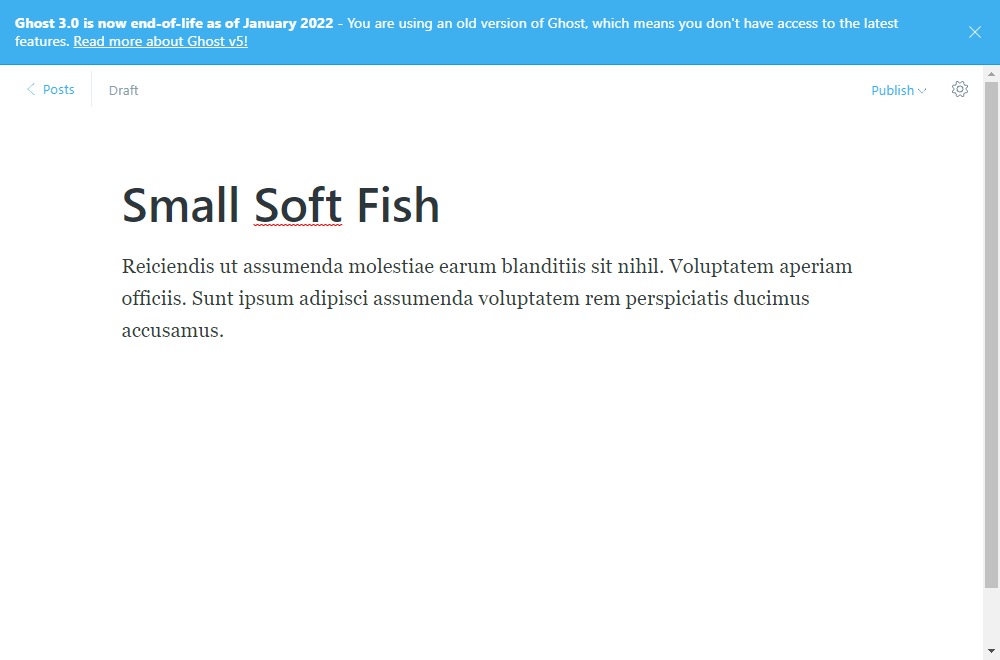 Ghost 3.0 is now end-of-life as of January 2022 - You are using an old version of Ghost, which means you don't have access to the latest
features. Read more about Ghost v5!
Posts
Draft
Publish
Small Soft Fish
Reiciendis ut assumenda molestiae earum blanditiis sit nihil. Voluptatem aperiam
officiis. Sunt ipsum adipisci assumenda voluptatem rem perspiciatis ducimus
accusamus.